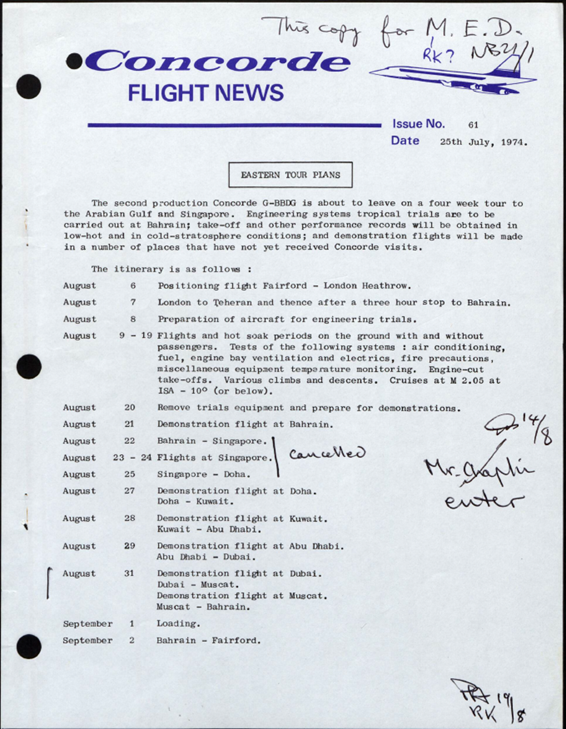 This copy for M. E. D.
RK? NB 21/1
Concorde
FLIGHT NEWS
Issue No. 61
Date 25th July, 1974.
EASTERN TOUR PLANS
The second production Concorde G-BBDG is about to leave on a four week tour to
the Arabian Gulf and Singapore. Engineering systems tropical trials are to be
carried out at Bahrain; take-off and other performance records will be obtained in
low-hot and in cold-stratosphere conditions; and demonstration flights will be made
in a number of places that have not yet received Concorde visits.
The itinerary is as follows :
August 6 Positioning flight Fairford - London Heathrow.
August 7 London to Teheran and thence after a three hour stop to Bahrain.
August 8 Preparation of aircraft for engineering trials.
August 9 - 19 Flights and hot soak periods on the ground with and without
passengers. Tests of the following systems : air conditioning,
fuel, engine bay ventilation and electrics, fire precautions,
miscellaneous equipment temperature monitoring. Engine-cut
take-offs. Various climbs and descents. Cruises at M 2.05 at
ISA - 10° (or below).
August 20 Remove trials equipment and prepare for demonstrations.
August 21 Demonstration flight at Bahrain.
August 22 Bahrain - Singapore.
August 23 - 24 Flights at Singapore. cancelled
August 25 Singapore - Doha.
14/8
Mr. Chaplin
enter
August 27 Demonstration flight at Doha.
Doha - Kuwait.
August 28 Demonstration flight at Kuwait.
Kuwait - Abu Dhabi.
August 29 Demonstration flight at Abu Dhabi.
Abu Dhabi - Dubai.
August 31 Demonstration flight at Dubai.
Dubai - Muscat.
Demonstration flight at Muscat.
Muscat - Bahrain.
September 1 Loading.
September 2 Bahrain - Fairford.
RK 19/8